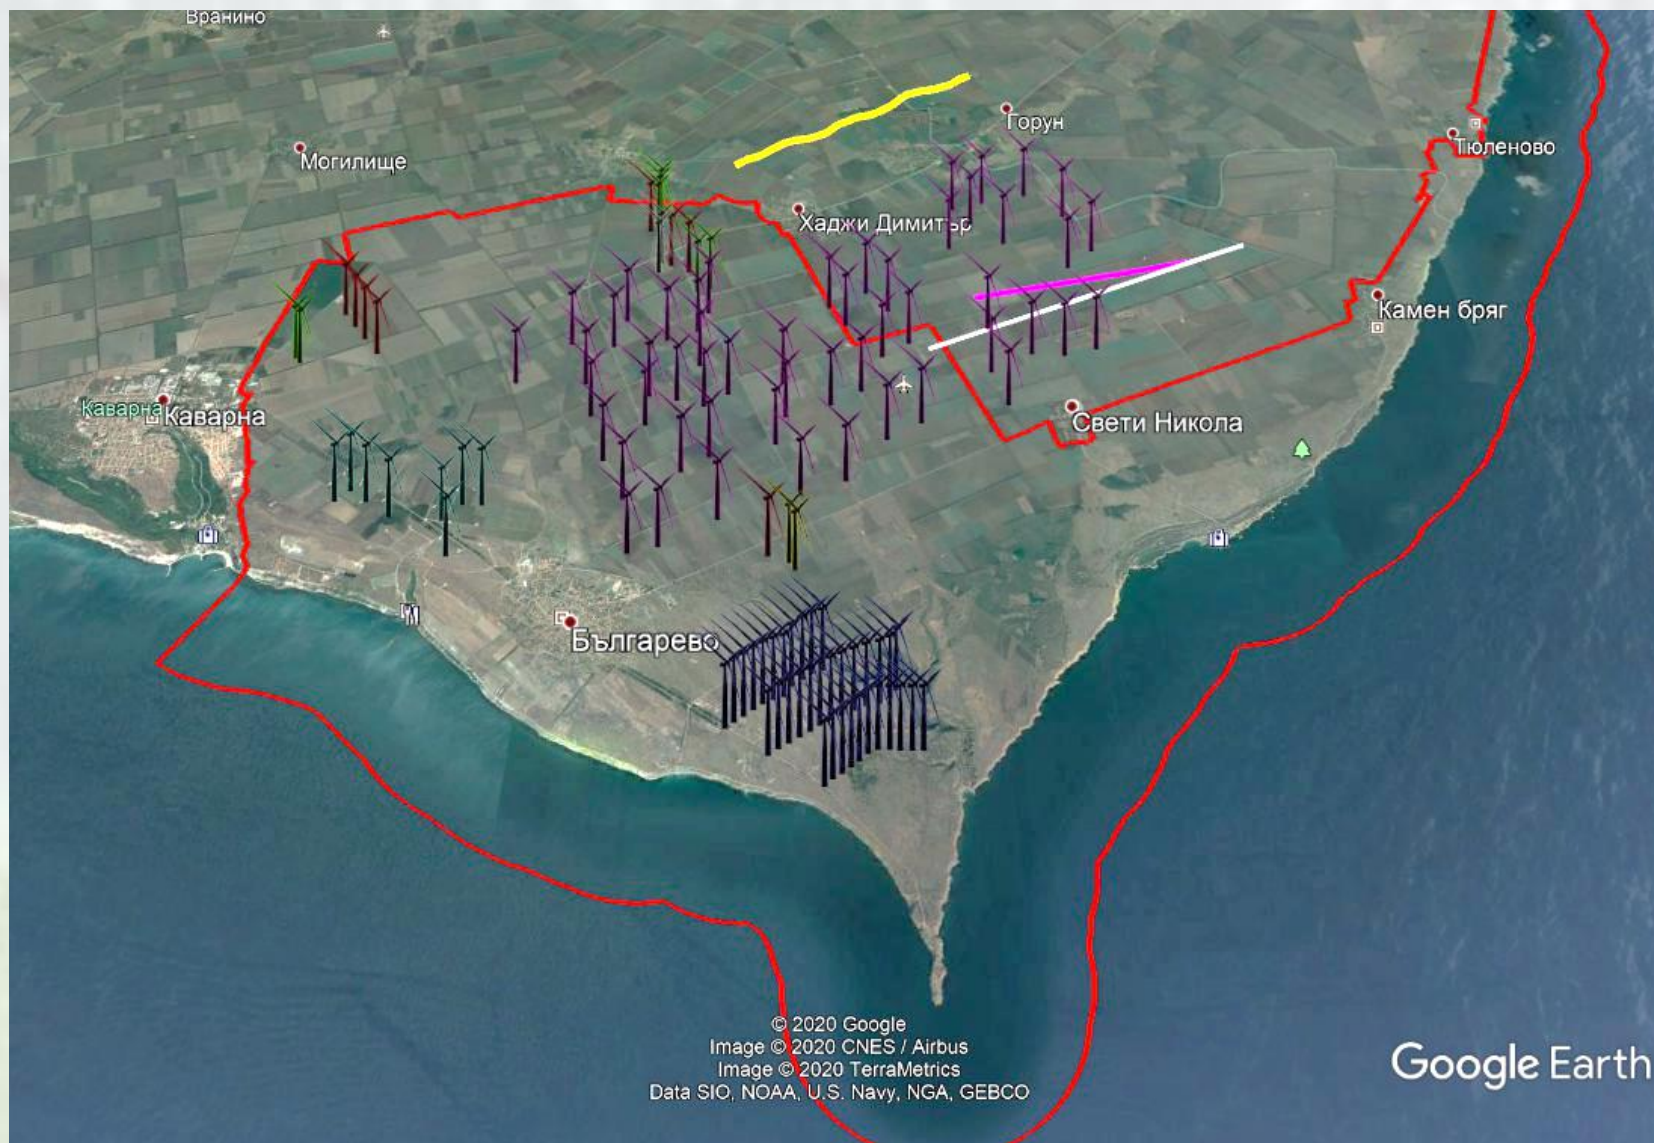 Вранино
Горун
Тюленово
Могилище
Хаджи Димитър
Камен бряг
Каварна
Каварна
Свети Никола
Българево
© 2020 Google
Image © 2020 CNES / Airbus
Image © 2020 TerraMetrics
Data SIO, NOAA, U.S. Navy, NGA, GEBCO
Google Earth